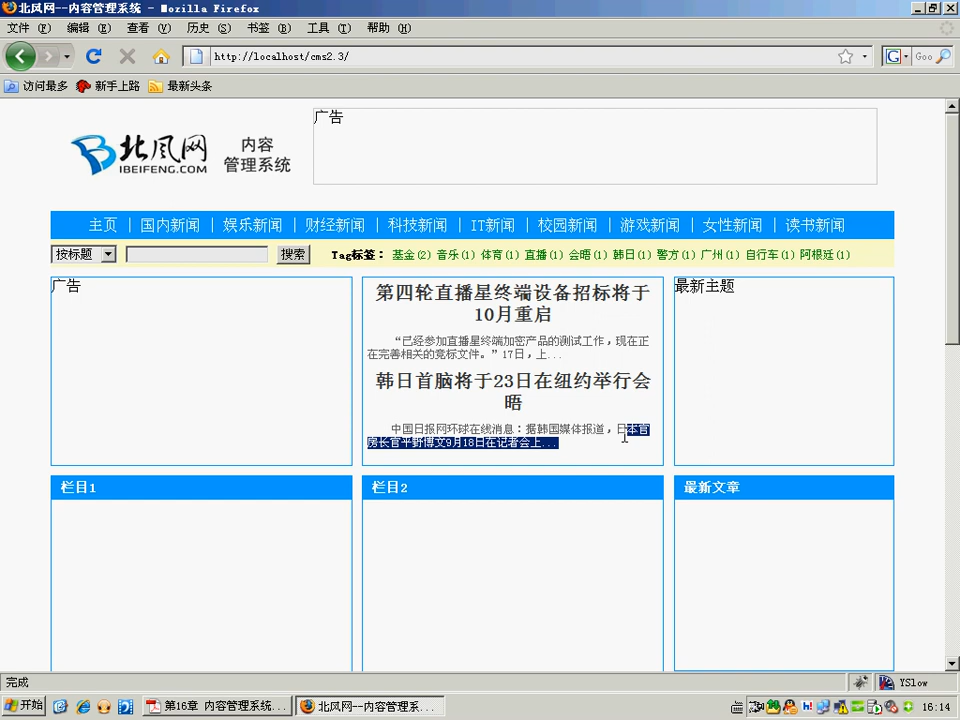 北风网--内容管理系统 - Mozilla Firefox
文件(F) 编辑(E) 查看(V) 历史(S) 书签(B) 工具(T) 帮助(H)
http://localhost/cms2.3/ G Goo
访问最多 新手上路 最新头条
北风网
IBEIFENG.COM
内容
管理系统
广告
主页 | 国内新闻 | 娱乐新闻 | 财经新闻 | 科技新闻 | IT新闻 | 校园新闻 | 游戏新闻 | 女性新闻 | 读书新闻
按标题 搜索 Tag标签: 基金(2) 音乐(1) 体育(1) 直播(1) 会晤(1) 韩日(1) 警方(1) 广州(1) 自行车(1) 阿根廷(1)
广告
第四轮直播星终端设备招标将于
10月重启
“已经参加直播星终端加密产品的测试工作，现正
在完善相关的竞标文件。”17日，上...
韩日首脑将于23日在纽约举行会
晤
中国日报网环球在线消息：据韩国媒体报道，日本官
房长官平野博文9月18日在记者会上...
最新主题
栏目1
栏目2
最新文章
完成 YSlow
开始 第16章 内容管理系统... 北风网--内容管理系... 16:14